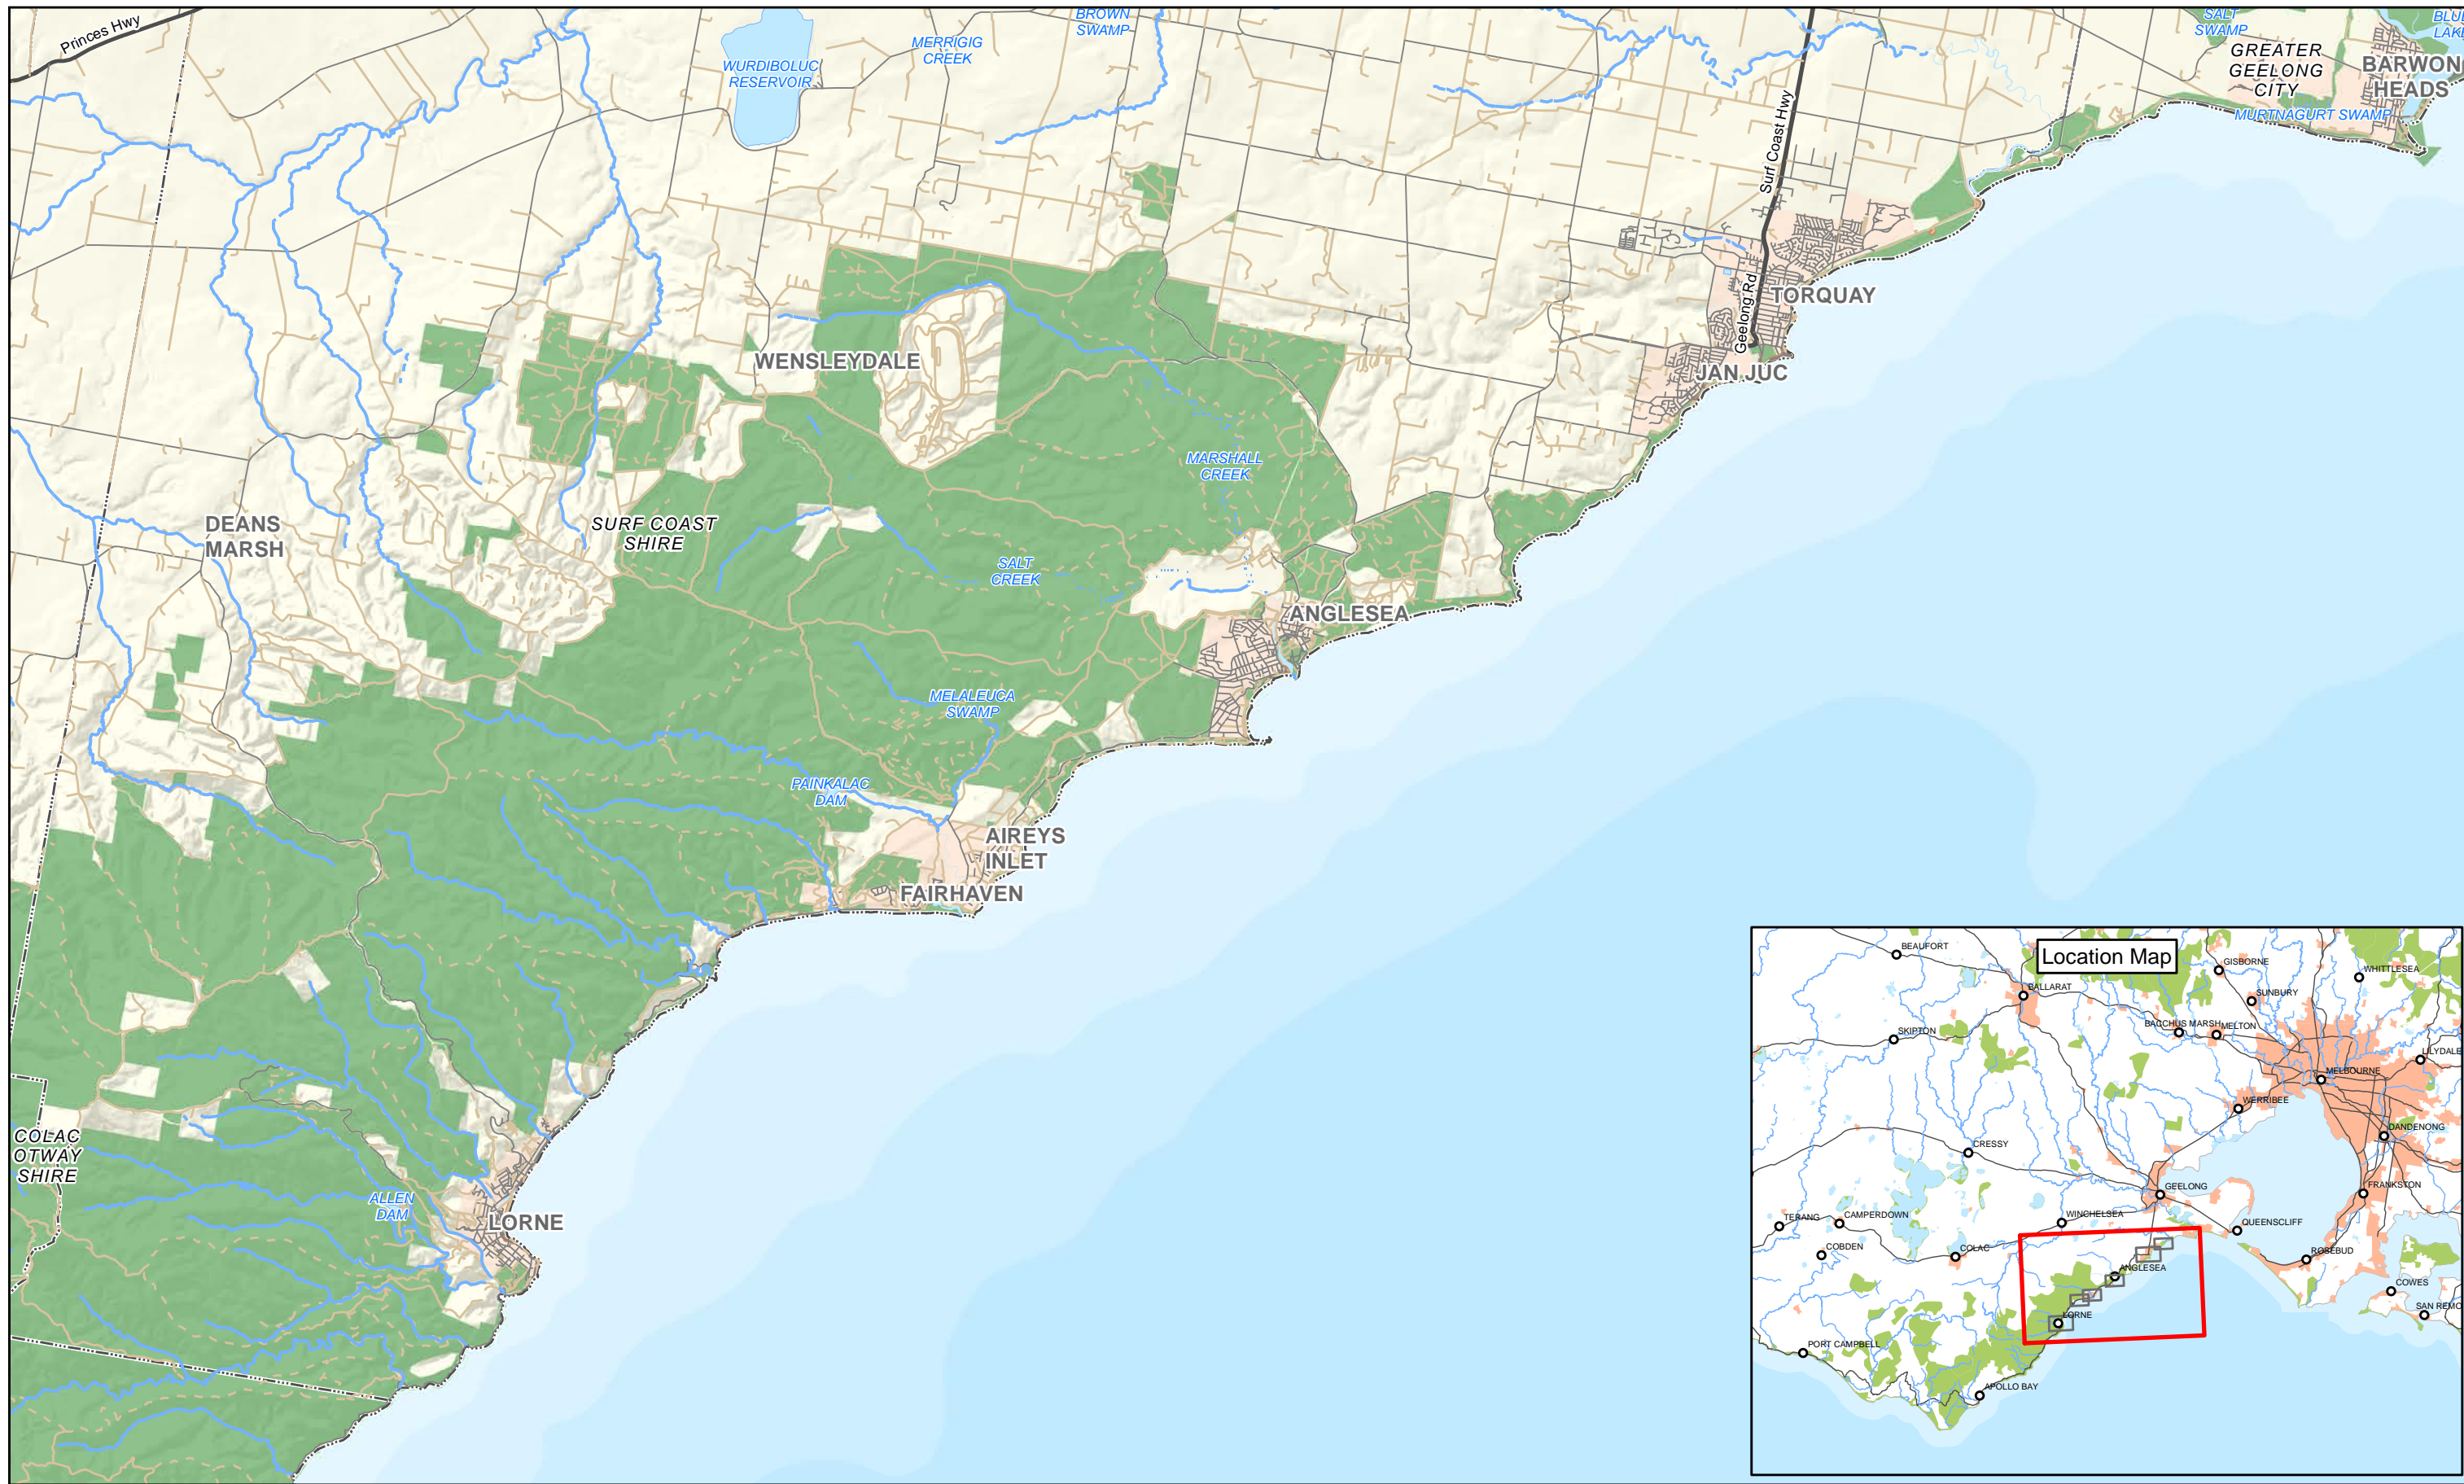 Princes Hwy
WURDIBOLUC
RESERVOIR
MERRIGIG
CREEK
BROWN
SWAMP
Surf Coast Hwy
SALT
SWAMP
GREATER
GEELONG
CITY
BLUE
LAKE
BARWON
HEADS
MURTNAGURT SWAMP
TORQUAY
Geelong Rd
JAN JUC
WENSLEYDALE
MARSHALL
CREEK
DEANS
MARSH
SURF COAST
SHIRE
SALT
CREEK
ANGLESEA
MELALEUCA
SWAMP
PAINKALAC
DAM
AIREYS
INLET
FAIRHAVEN
COLAC
OTWAY
SHIRE
ALLEN
DAM
LORNE
Location Map
BEAUFORT
GISBORNE
WHITTLESEA
BALLARAT
SUNBURY
SKIPTON
BACCHUS MARSH
MELTON
LILYDALE
MELBOURNE
WERRIBEE
DANDENONG
CRESSY
GEELONG
FRANKSTON
TERANG
CAMPERDOWN
WINCHELSEA
QUEENSCLIFF
COBDEN
COLAC
ROSEBUD
ANGLESEA
COWES
LORNE
SAN REMO
PORT CAMPBELL
APOLLO BAY